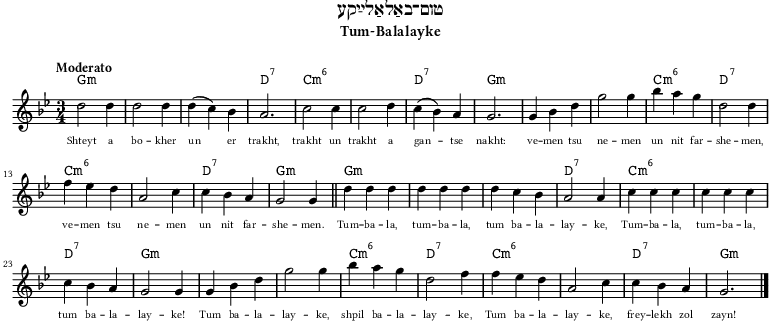 טום־באַלאַלײַקע
Tum-Balalayke
Moderato
Gm D7 Cm6 D7 Gm Cm6 D7
3 4
Shteyt a bo – kher un er trakht, trakht un trakht a gan – tse nakht: ve – men tsu ne – men un nit far – she – men,
13
Cm6 D7 Gm Gm D7 Cm6
ve – men tsu ne – men un nit far – she – men. Tum – ba – la, tum – ba – la, tum ba – la – lay – ke, Tum – ba – la, tum – ba – la,
23
D7 Gm Cm6 D7 Cm6 D7 Gm
tum ba – la – lay – ke! Tum ba – la – lay – ke, shpil ba – la – lay – ke, Tum ba – la – lay – ke, frey – lekh zol zayn!